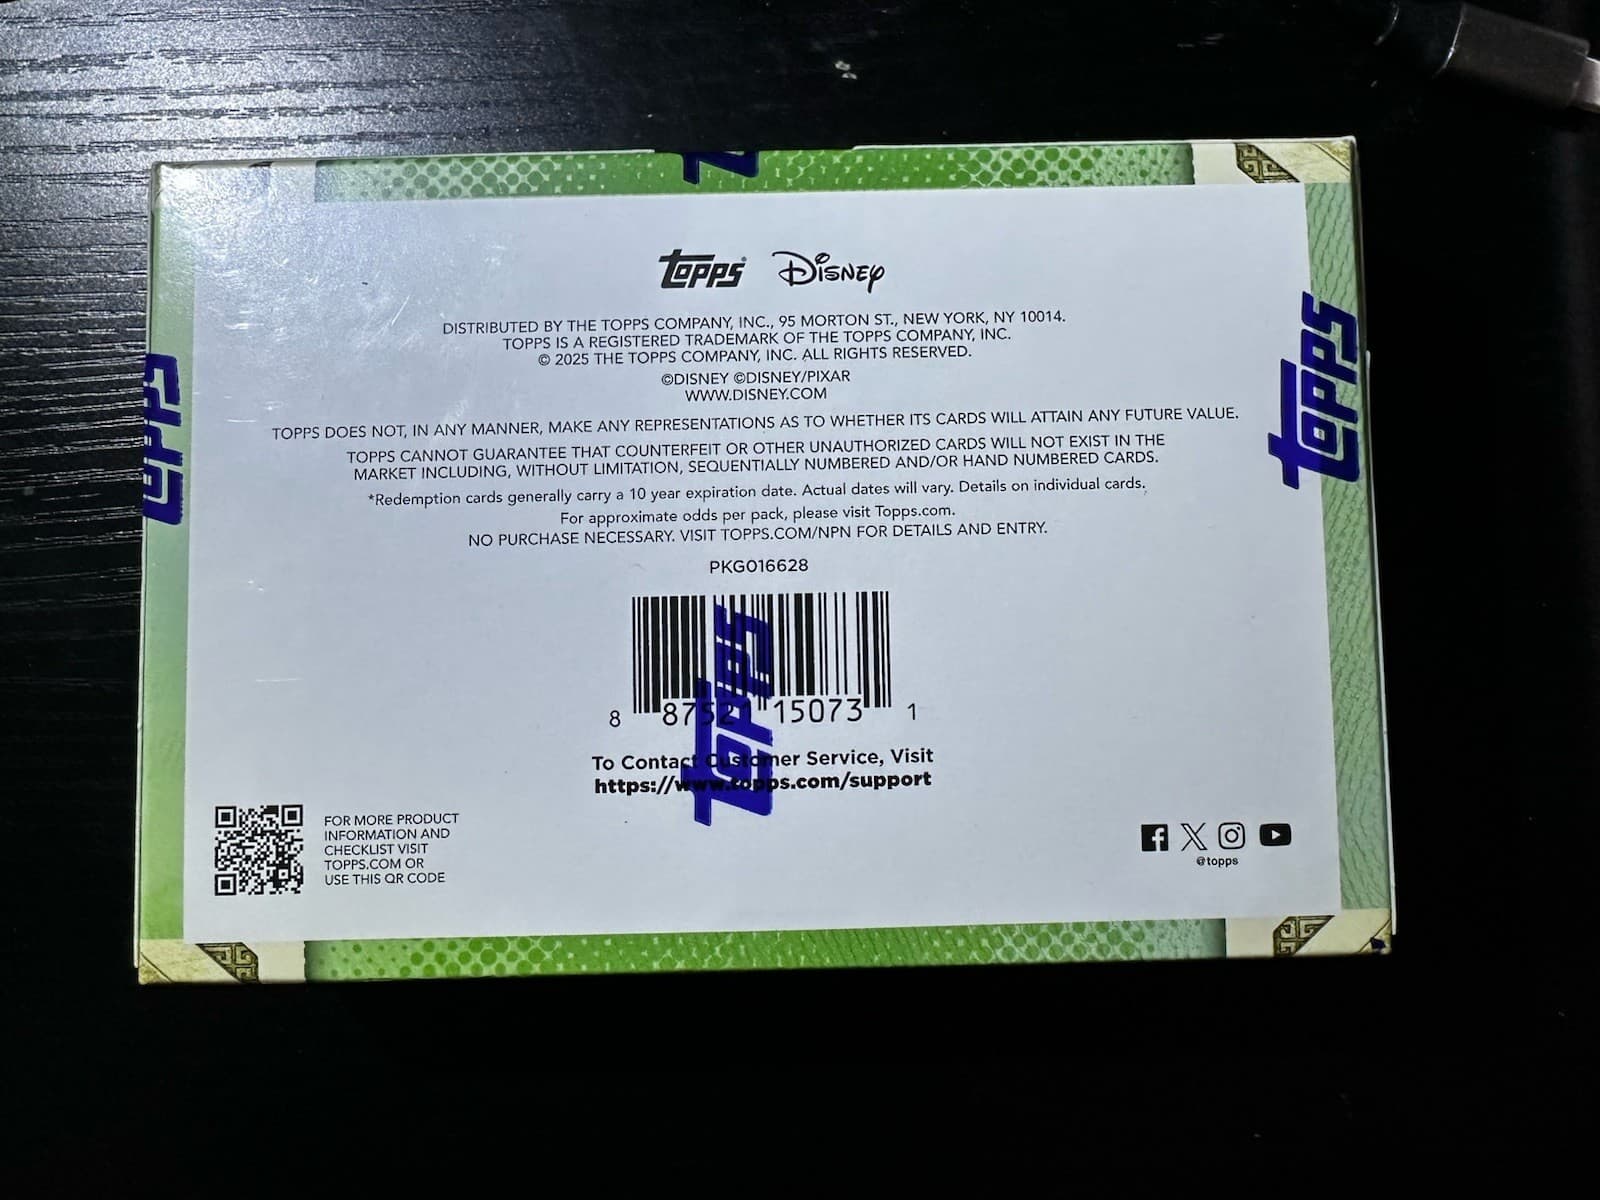 TOPPS
TOPPS Disney
DISTRIBUTED BY THE TOPPS COMPANY, INC., 95 MORTON ST., NEW YORK, NY 10014.
TOPPS IS A REGISTERED TRADEMARK OF THE TOPPS COMPANY, INC.
© 2025 THE TOPPS COMPANY, INC. ALL RIGHTS RESERVED.
©DISNEY ©DISNEY/PIXAR
WWW.DISNEY.COM
TOPPS DOES NOT, IN ANY MANNER, MAKE ANY REPRESENTATIONS AS TO WHETHER ITS CARDS WILL ATTAIN ANY FUTURE VALUE.
TOPPS CANNOT GUARANTEE THAT COUNTERFEIT OR OTHER UNAUTHORIZED CARDS WILL NOT EXIST IN THE
MARKET INCLUDING, WITHOUT LIMITATION, SEQUENTIALLY NUMBERED AND/OR HAND NUMBERED CARDS.
*Redemption cards generally carry a 10 year expiration date. Actual dates will vary. Details on individual cards.
For approximate odds per pack, please visit Topps.com.
NO PURCHASE NECESSARY. VISIT TOPPS.COM/NPN FOR DETAILS AND ENTRY.
PKG016628
8 87521 15073 1
TOPPS
To Contact Customer Service, Visit
https://www.topps.com/support
FOR MORE PRODUCT
INFORMATION AND
CHECKLIST VISIT
TOPPS.COM OR
USE THIS QR CODE
@topps
TOPPS